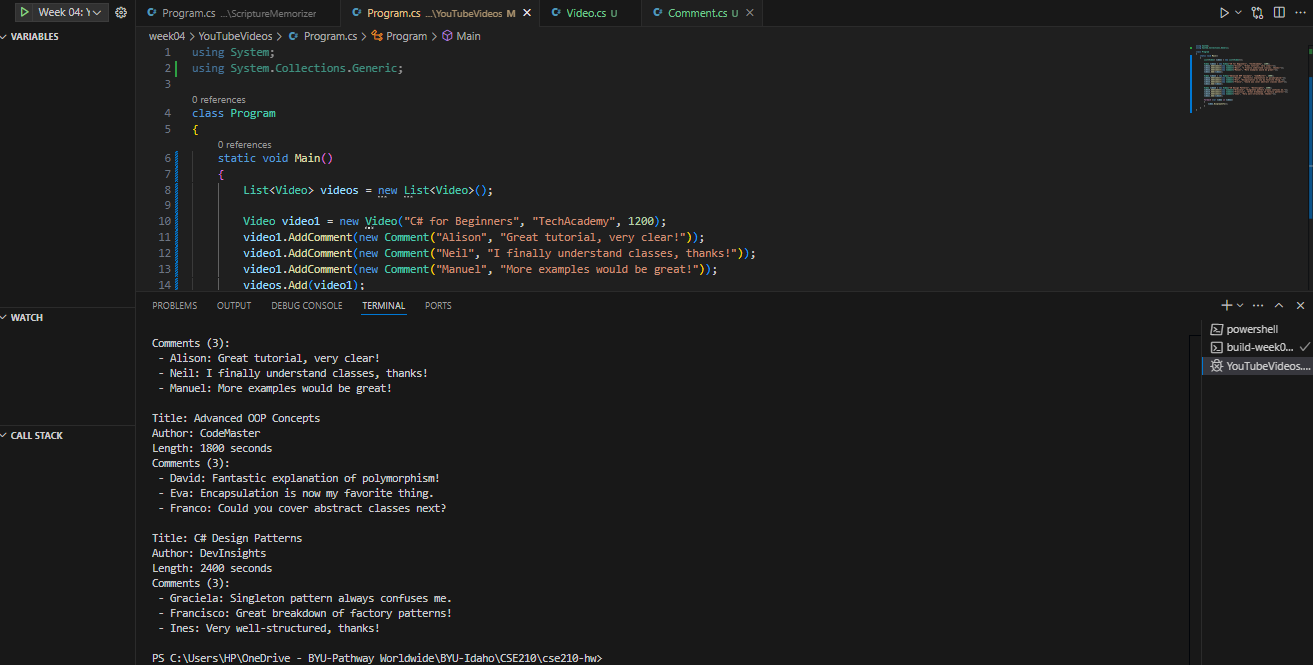 Week 04: Y
Program.cs ...\ScriptureMemorizer
Program.cs ...\YouTubeVideos M
Video.cs U
Comment.cs U
VARIABLES
week04 > YouTubeVideos > Program.cs > Program > Main
1 using System;
2 using System.Collections.Generic;
3
0 references
4 class Program
5 {
0 references
6 static void Main()
7 {
8 List<Video> videos = new List<Video>();
9
10 Video video1 = new Video("C# for Beginners", "TechAcademy", 1200);
11 video1.AddComment(new Comment("Alison", "Great tutorial, very clear!"));
12 video1.AddComment(new Comment("Neil", "I finally understand classes, thanks!"));
13 video1.AddComment(new Comment("Manuel", "More examples would be great!"));
14 videos.Add(video1);
WATCH
CALL STACK
PROBLEMS OUTPUT DEBUG CONSOLE TERMINAL PORTS
powershell
build-week0...
YouTubeVideos....
Comments (3):
- Alison: Great tutorial, very clear!
- Neil: I finally understand classes, thanks!
- Manuel: More examples would be great!
Title: Advanced OOP Concepts
Author: CodeMaster
Length: 1800 seconds
Comments (3):
- David: Fantastic explanation of polymorphism!
- Eva: Encapsulation is now my favorite thing.
- Franco: Could you cover abstract classes next?
Title: C# Design Patterns
Author: DevInsights
Length: 2400 seconds
Comments (3):
- Graciela: Singleton pattern always confuses me.
- Francisco: Great breakdown of factory patterns!
- Ines: Very well-structured, thanks!
PS C:\Users\HP\OneDrive - BYU-Pathway Worldwide\BYU-Idaho\CSE210\cse210-hw>